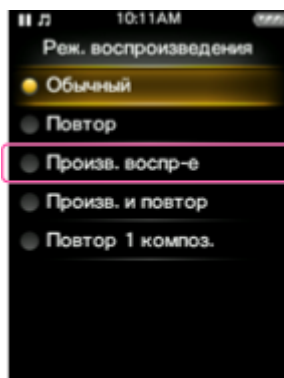 10:11AM
Реж. воспроизведения
Обычный
Повтор
Произв. воспр-е
Произв. и повтор
Повтор 1 композ.